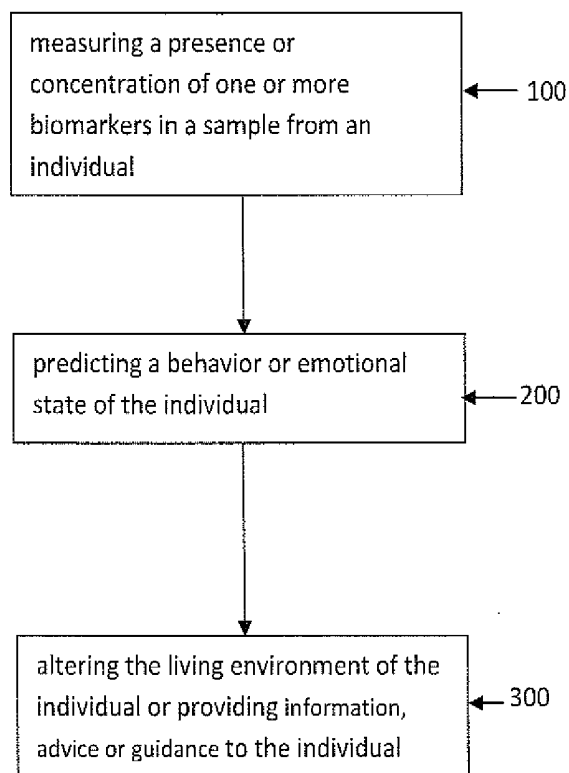 measuring a presence or
concentration of one or more
biomarkers in a sample from an
individual
100
predicting a behavior or emotional
state of the individual
200
altering the living environment of the
individual or providing information,
advice or guidance to the individual
300